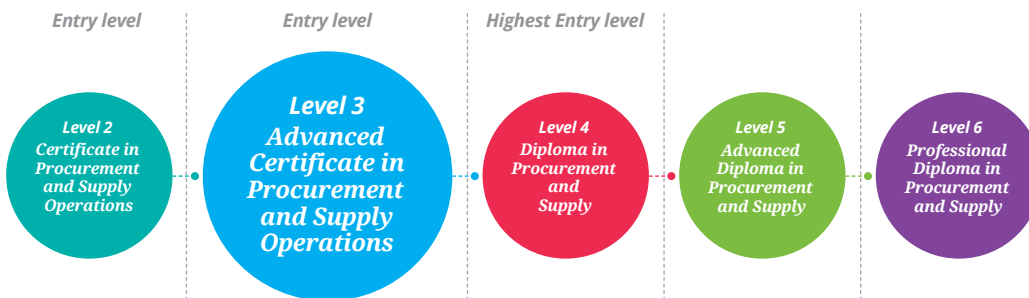 Entry level
Entry level
Highest Entry level
Level 2
Certificate in
Procurement
and Supply
Operations
Level 3
Advanced
Certificate in
Procurement
and Supply
Operations
Level 4
Diploma in
Procurement
and
Supply
Level 5
Advanced
Diploma in
Procurement
and Supply
Level 6
Professional
Diploma in
Procurement
and Supply